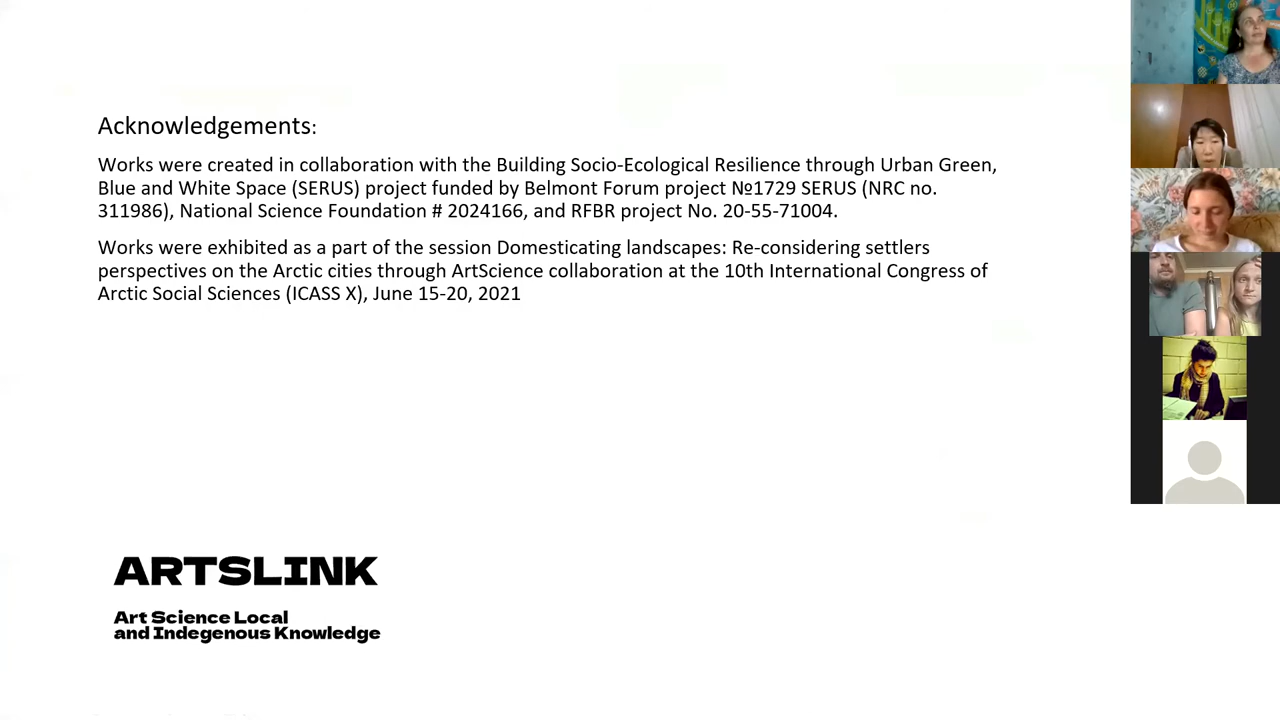 Acknowledgements:
Works were created in collaboration with the Building Socio-Ecological Resilience through Urban Green,
Blue and White Space (SERUS) project funded by Belmont Forum project №1729 SERUS (NRC no.
311986), National Science Foundation # 2024166, and RFBR project No. 20-55-71004.
Works were exhibited as a part of the session Domesticating landscapes: Re-considering settlers
perspectives on the Arctic cities through ArtScience collaboration at the 10th International Congress of
Arctic Social Sciences (ICASS X), June 15-20, 2021
ARTSLINK
Art Science Local
and Indegenous Knowledge